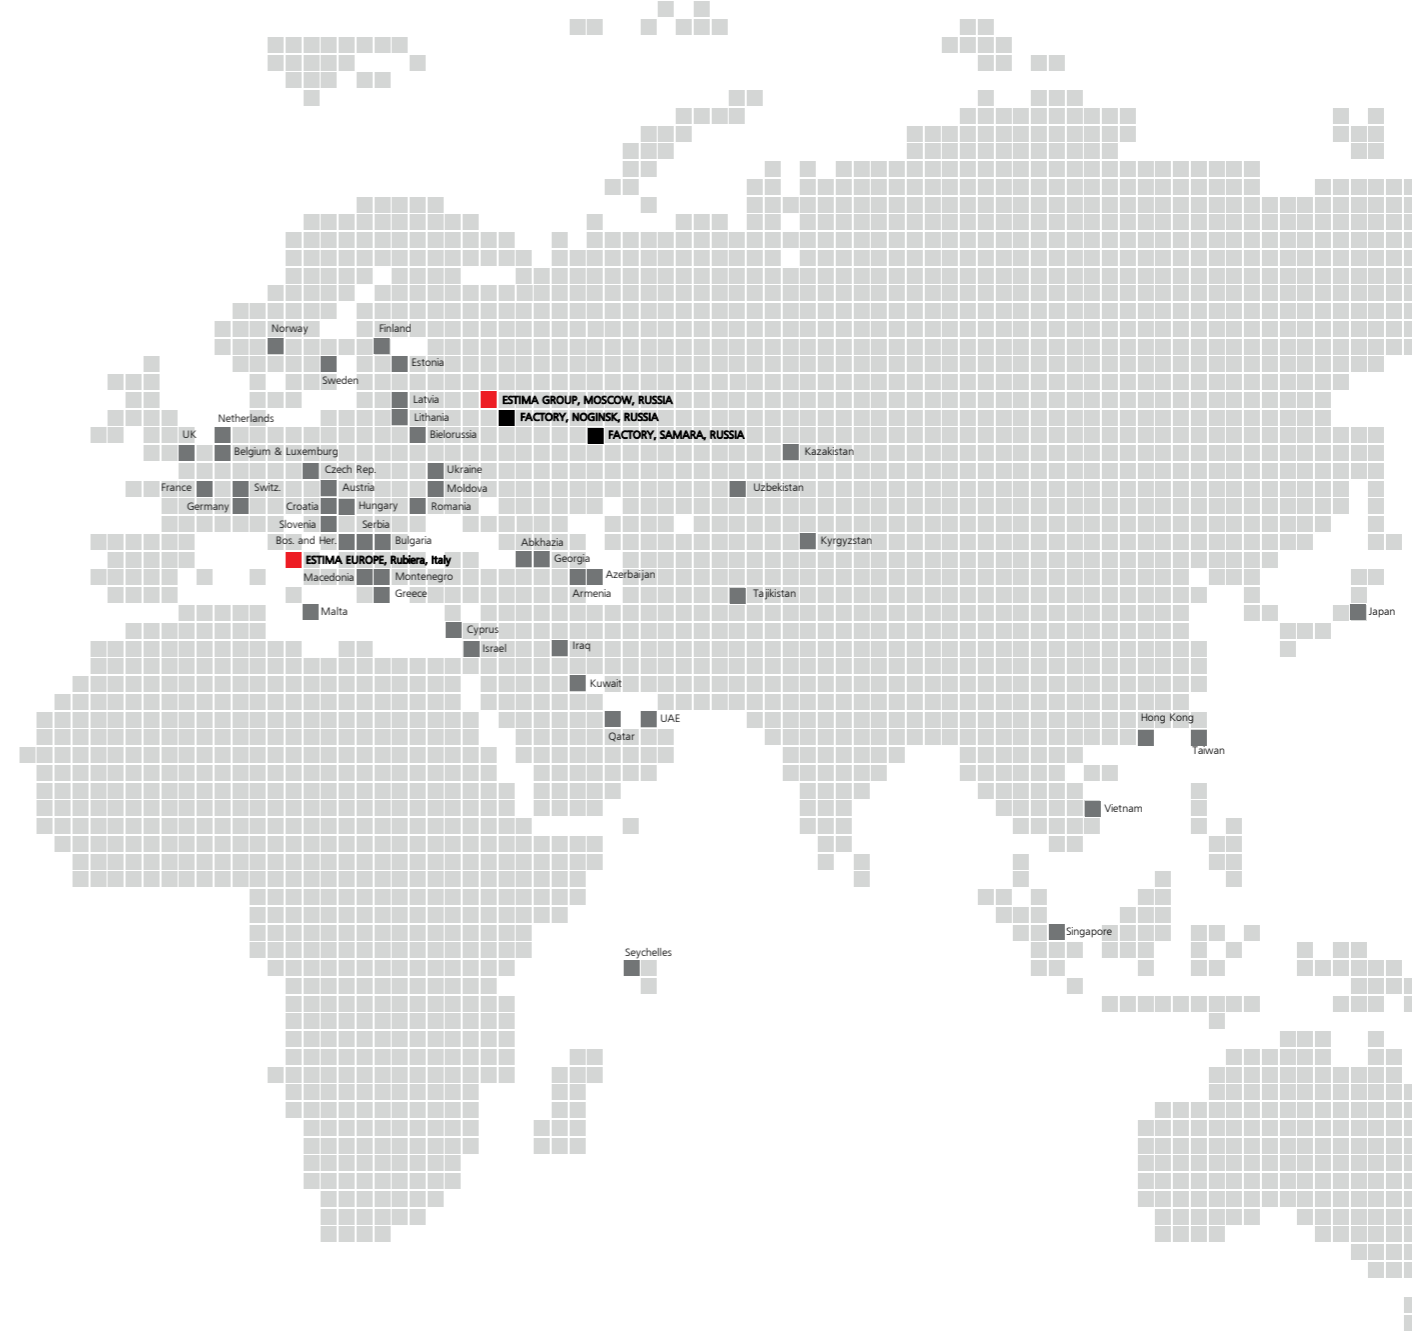 Norway
Finland
Estonia
Sweden
Latvia
ESTIMA GROUP, MOSCOW, RUSSIA
Netherlands
Lithania
FACTORY, NOGINSK, RUSSIA
UK
Bielorussia
FACTORY, SAMARA, RUSSIA
Belgium & Luxemburg
Kazakistan
Czech Rep.
Ukraine
France
Switz.
Austria
Moldova
Uzbekistan
Germany
Croatia
Hungary
Romania
Slovenia
Serbia
Bos. and Her.
Bulgaria
Abkhazia
Kyrgyzstan
ESTIMA EUROPE, Rubiera, Italy
Georgia
Macedonia
Montenegro
Azerbaijan
Greece
Armenia
Tajikistan
Malta
Japan
Cyprus
Israel
Iraq
Kuwait
UAE
Hong Kong
Qatar
Taiwan
Vietnam
Singapore
Seychelles